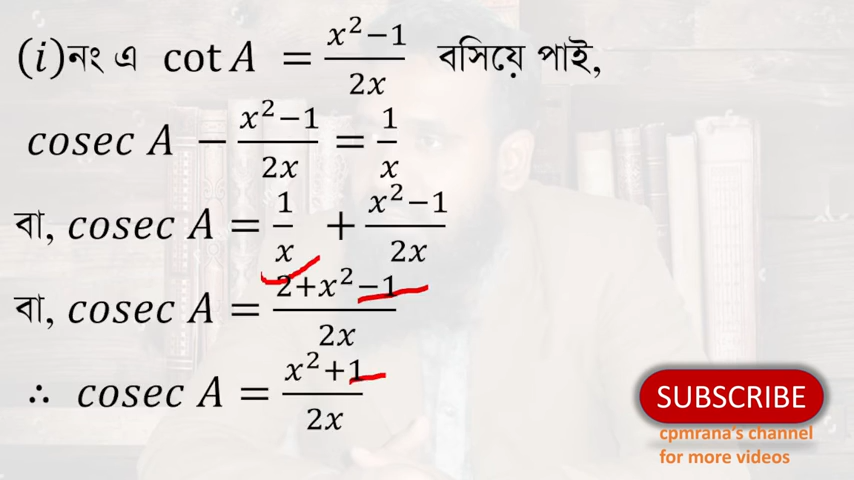 (i)নং এ cot A = (x²−1)/(2x) বসিয়ে পাই,
cosec A − (x²−1)/(2x) = 1/x
বা, cosec A = 1/x + (x²−1)/(2x)
বা, cosec A = (2+x²−1)/(2x)
∴ cosec A = (x²+1)/(2x)
SUBSCRIBE
cpmrana's channel
for more videos